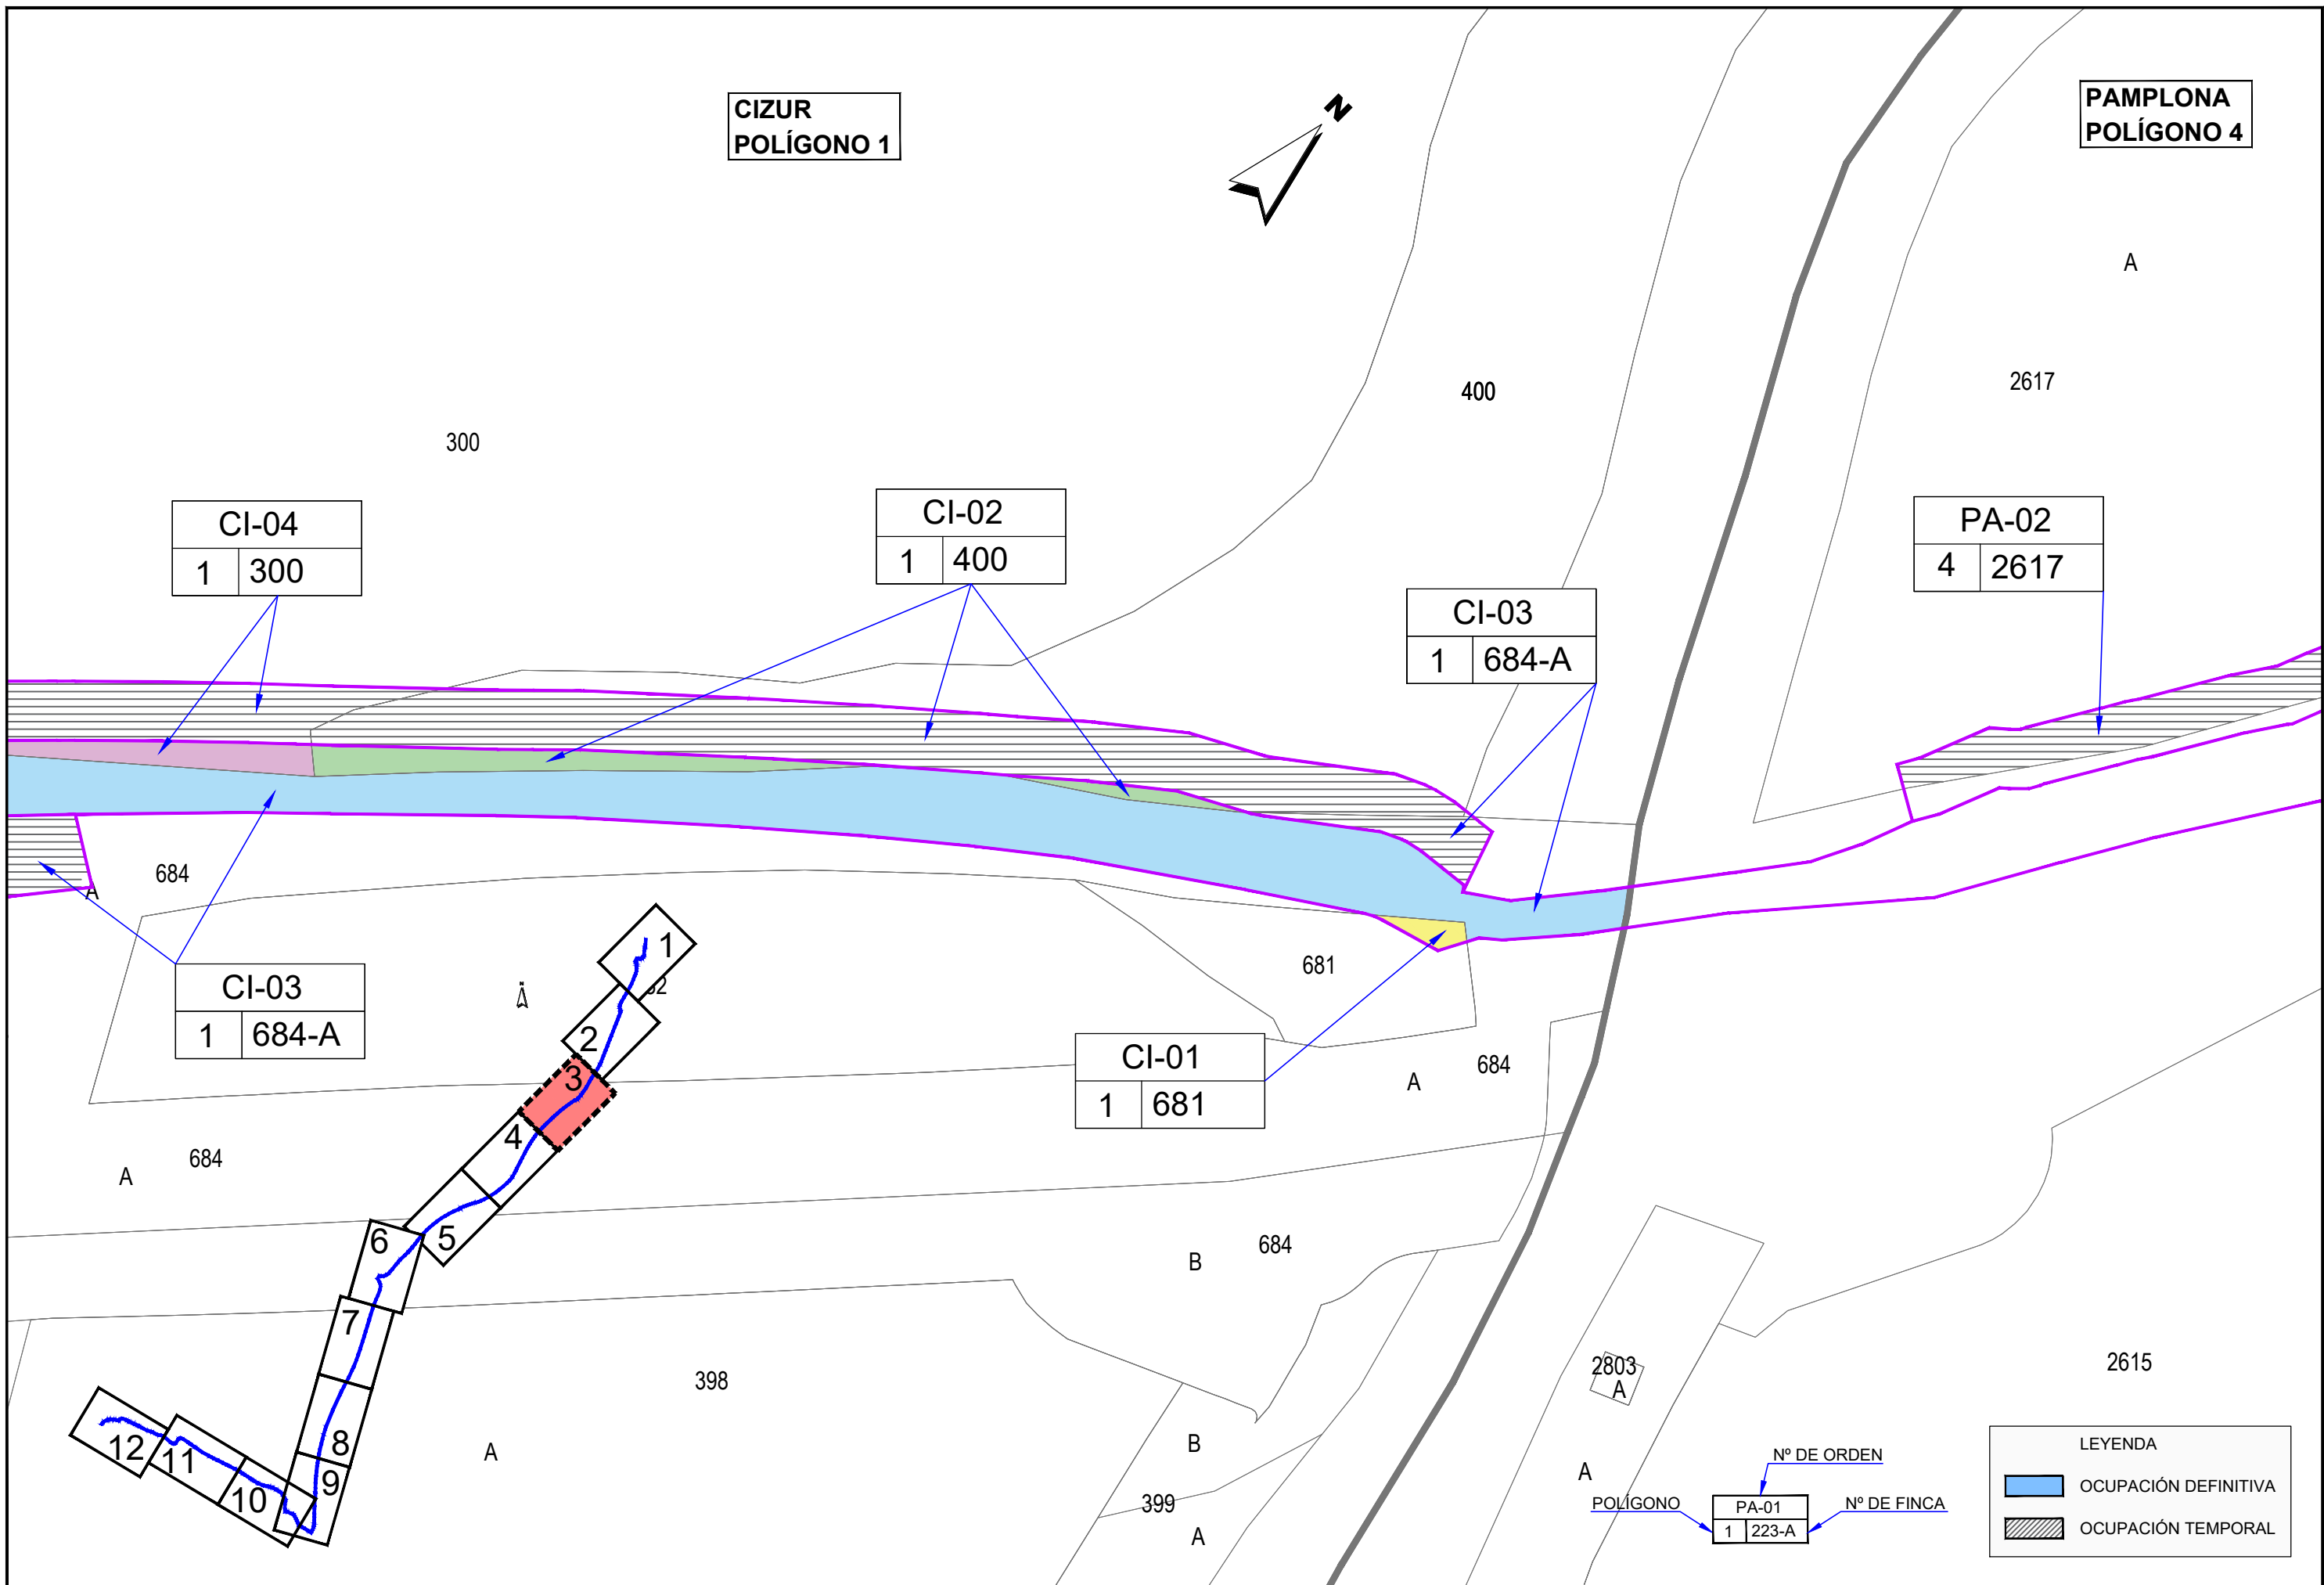 CIZUR
POLÍGONO 1
N
PAMPLONA
POLÍGONO 4
A
2617
400
300
CI-04
1 300
CI-02
1 400
PA-02
4 2617
CI-03
1 684-A
684
A
681
CI-03
1 684-A
CI-01
1 681
684
A
684
A
B
684
1
2
3
4
5
6
7
8
9
10
11
12
398
A
2803
A
2615
B
399
A
A
Nº DE ORDEN
POLÍGONO
PA-01
Nº DE FINCA
1 223-A
LEYENDA
OCUPACIÓN DEFINITIVA
OCUPACIÓN TEMPORAL